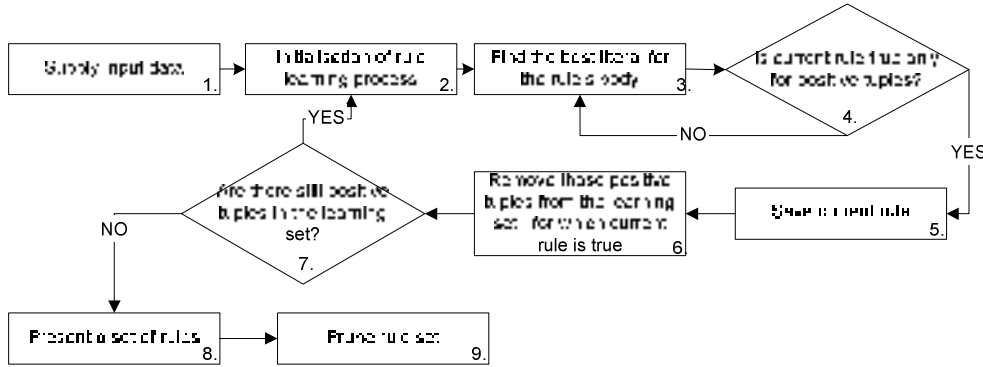 Supply input data
1.
Initialisation of rule
learning process
2.
Find the best literal for
the rule's body
3.
Is current rule true only
for positive tuples?
4.
NO
YES
YES
Are there still positive
tuples in the learning
set?
7.
Remove those positive
tuples from the learning
set for which current
rule is true
6.
Save current rule
5.
NO
Present a set of rules
8.
Prune rule set
9.